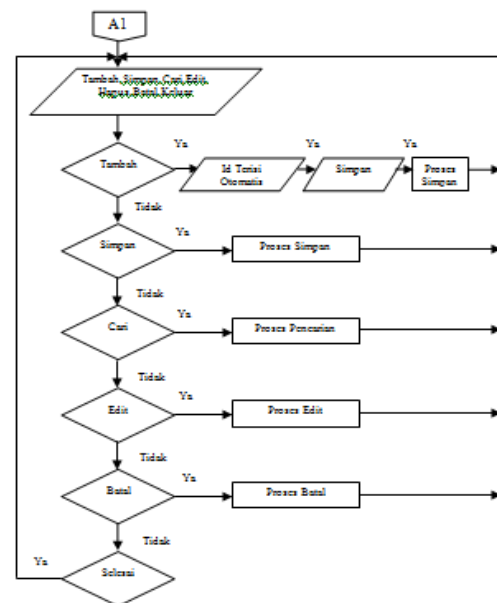 A1
Tambah,Simpan,Cari,Edit
Hapus,Batal,Keluar
Tambah
Ya
Id Terisi
Otomatis
Ya
Simpan
Ya
Proses
Simpan
Tidak
Simpan
Ya
Proses Simpan
Tidak
Cari
Ya
Proses Pencarian
Tidak
Edit
Ya
Proses Edit
Tidak
Batal
Ya
Proses Batal
Tidak
Ya
Selesai